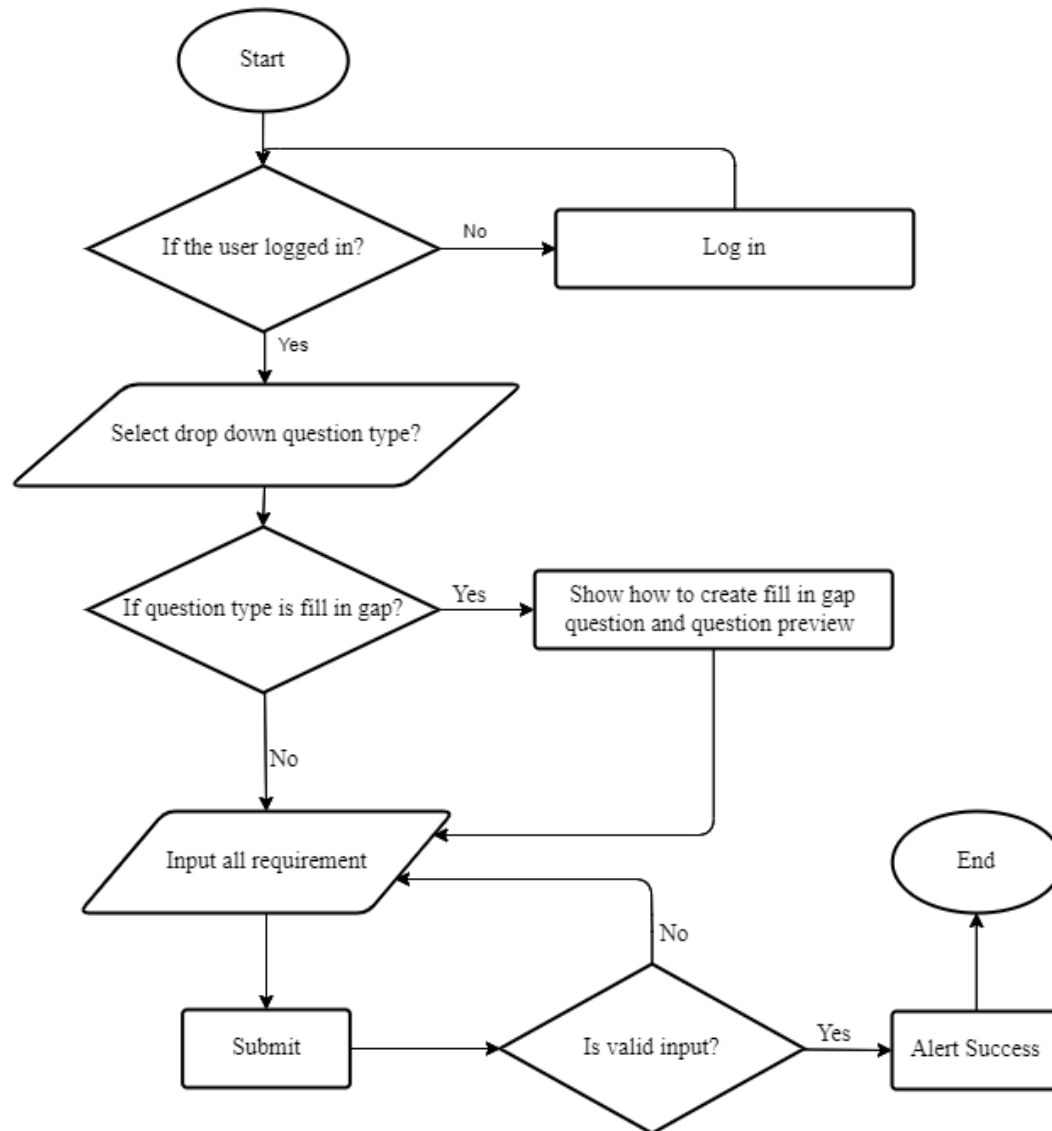 Start
If the user logged in?
No
Log in
Yes
Select drop down question type?
If question type is fill in gap?
Yes
Show how to create fill in gap
question and question preview
No
Input all requirement
End
No
Submit
Is valid input?
Yes
Alert Success